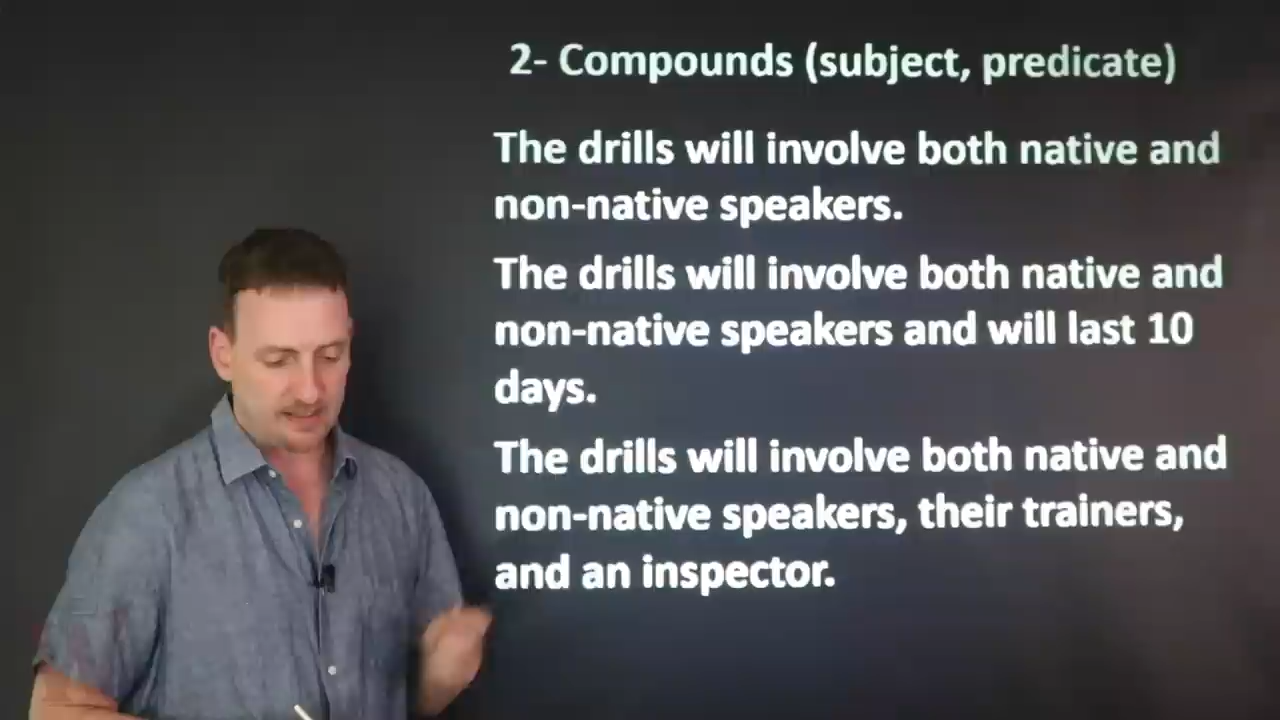 2- Compounds (subject, predicate)
The drills will involve both native and
non-native speakers.
The drills will involve both native and
non-native speakers and will last 10
days.
The drills will involve both native and
non-native speakers, their trainers,
and an inspector.